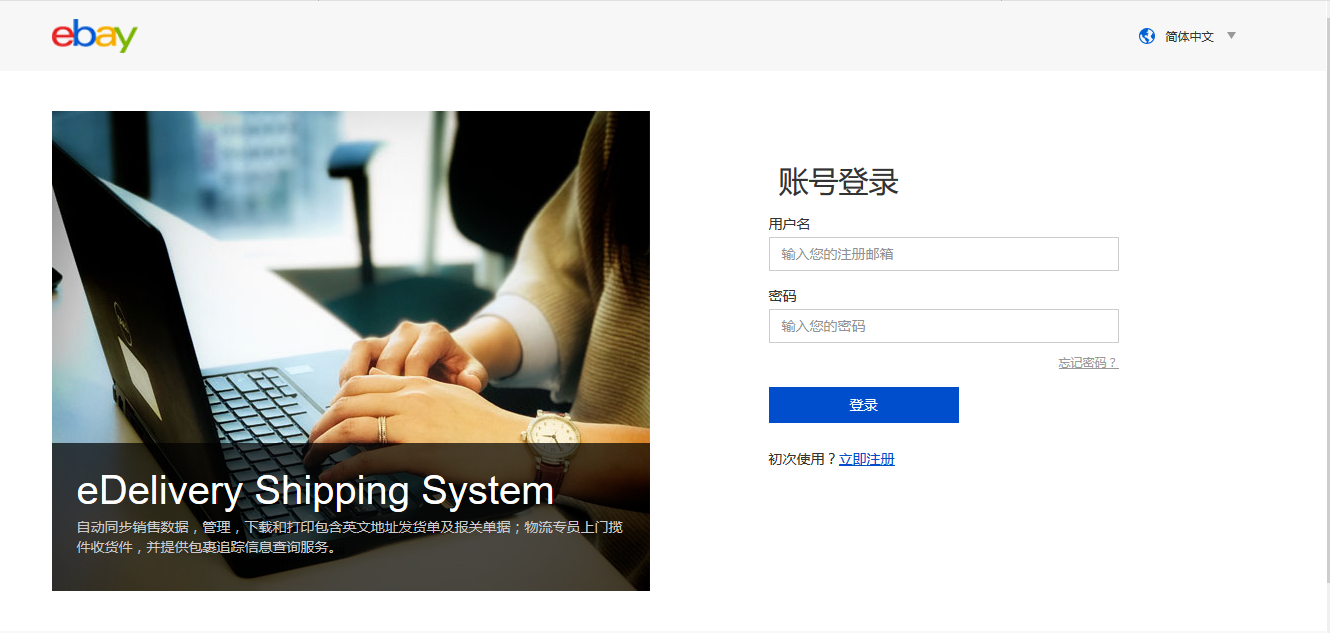 ebay
简体中文
账号登录
用户名
输入您的注册邮箱
密码
输入您的密码
忘记密码？
登录
初次使用？立即注册
eDelivery Shipping System
自动同步销售数据，管理，下载和打印包含英文地址发货单及报关单据；物流专员上门揽
件收货件，并提供包裹追踪信息查询服务。